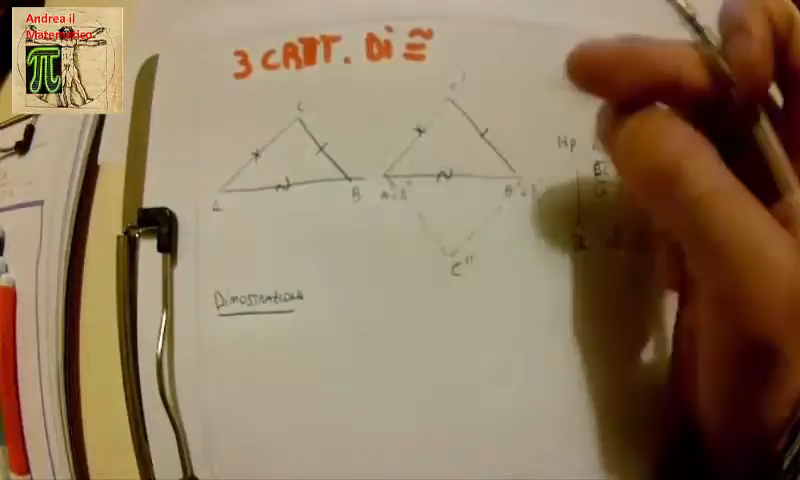 Andrea il
Matematico
π
3 CRIT. Di ≅
C
A
B
C'
B'
C''
Hp
DIMOSTRAZIONE